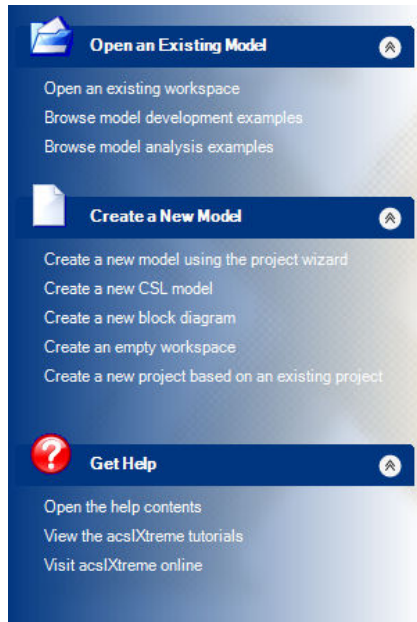 Open an Existing Model
Open an existing workspace
Browse model development examples
Browse model analysis examples
Create a New Model
Create a new model using the project wizard
Create a new CSL model
Create a new block diagram
Create an empty workspace
Create a new project based on an existing project
Get Help
Open the help contents
View the acslXtreme tutorials
Visit acslXtreme online